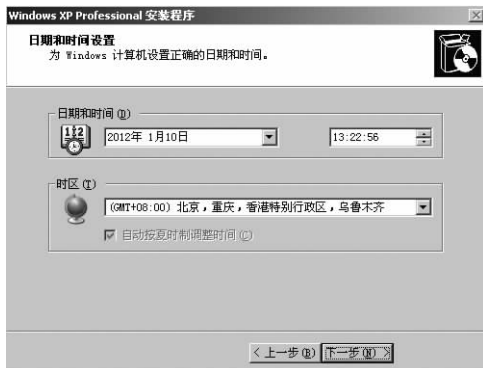 Windows XP Professional 安装程序
日期和时间设置
为 Windows 计算机设置正确的日期和时间。
日期和时间(D)
2012年 1月10日
13:22:56
时区(T)
(GMT+08:00) 北京，重庆，香港特别行政区，乌鲁木齐
自动按夏时制调整时间(C)
< 上一步(B)
下一步(N) >